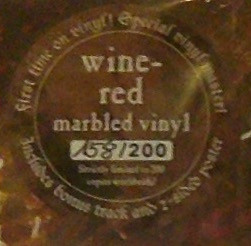 First time on vinyl! Special vinyl master!
wine-
red
marbled vinyl
158/200
Strictly limited to 200
copies worldwide!
Includes bonus track and 2-sided poster